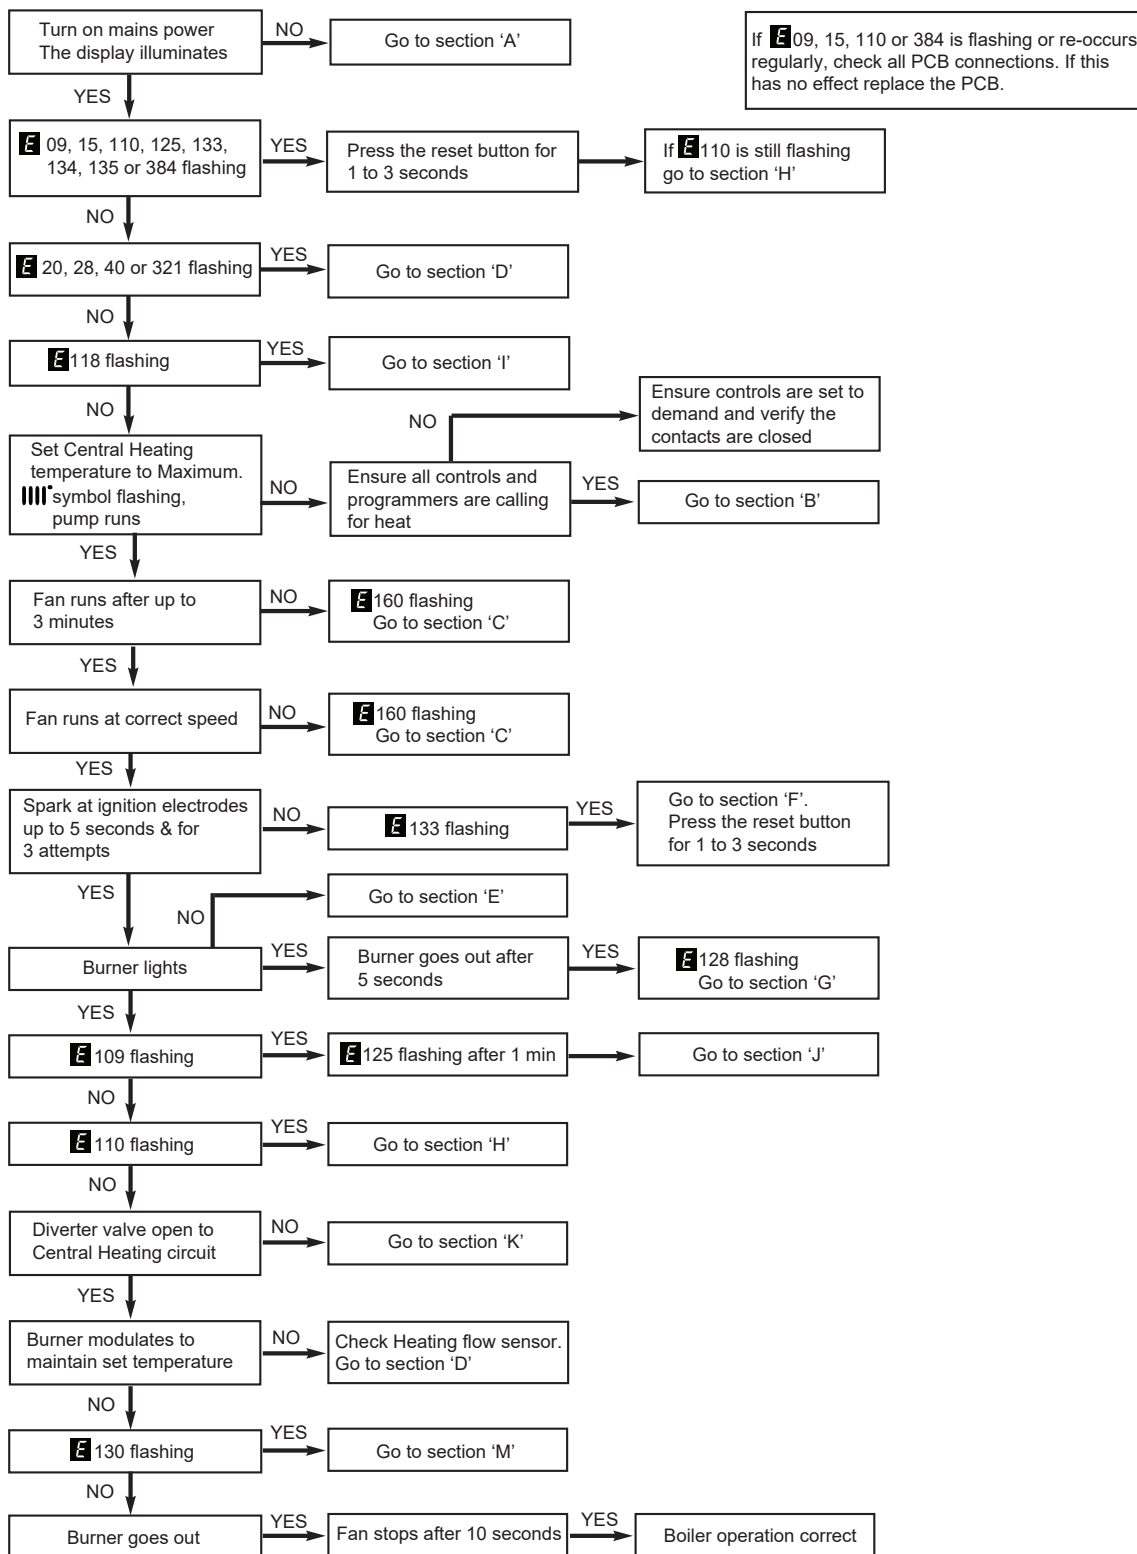 Turn on mains power
The display illuminates
NO
Go to section ‘A’
If E 09, 15, 110 or 384 is flashing or re-occurs
regularly, check all PCB connections. If this
has no effect replace the PCB.
YES
E 09, 15, 110, 125, 133,
134, 135 or 384 flashing
YES
Press the reset button for
1 to 3 seconds
If E 110 is still flashing
go to section ‘H’
NO
E 20, 28, 40 or 321 flashing
YES
Go to section ‘D’
NO
E 118 flashing
YES
Go to section ‘I’
NO
Set Central Heating
temperature to Maximum.
symbol flashing,
pump runs
NO
Ensure all controls and
programmers are calling
for heat
NO
Ensure controls are set to
demand and verify the
contacts are closed
YES
Go to section ‘B’
YES
Fan runs after up to
3 minutes
NO
E 160 flashing
Go to section ‘C’
YES
Fan runs at correct speed
NO
E 160 flashing
Go to section ‘C’
YES
Spark at ignition electrodes
up to 5 seconds & for
3 attempts
NO
E 133 flashing
YES
Go to section ‘F’.
Press the reset button
for 1 to 3 seconds
YES
NO
Go to section ‘E’
Burner lights
YES
Burner goes out after
5 seconds
YES
E 128 flashing
Go to section ‘G’
YES
E 109 flashing
YES
E 125 flashing after 1 min
Go to section ‘J’
NO
E 110 flashing
YES
Go to section ‘H’
NO
Diverter valve open to
Central Heating circuit
NO
Go to section ‘K’
YES
Burner modulates to
maintain set temperature
NO
Check Heating flow sensor.
Go to section ‘D’
NO
E 130 flashing
YES
Go to section ‘M’
NO
Burner goes out
YES
Fan stops after 10 seconds
YES
Boiler operation correct